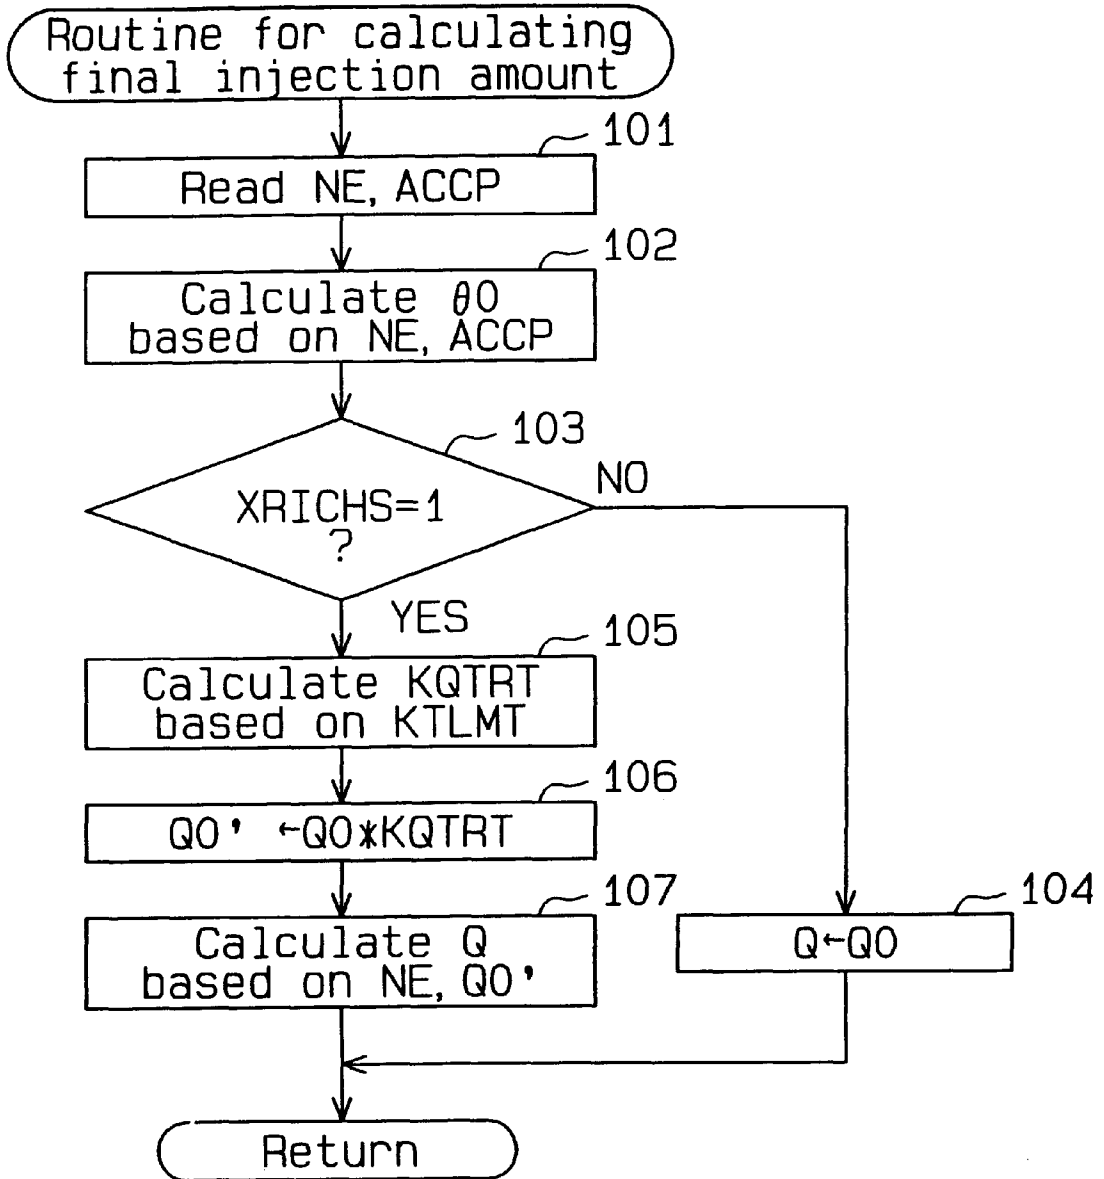 Routine for calculating
final injection amount
101
Read NE, ACCP
102
Calculate θ0
based on NE, ACCP
103
XRICHS=1
?
NO
YES
105
Calculate KQTRT
based on KTLMT
106
Q0' ←Q0*KQTRT
107
Calculate Q
based on NE, Q0'
104
Q←Q0
Return